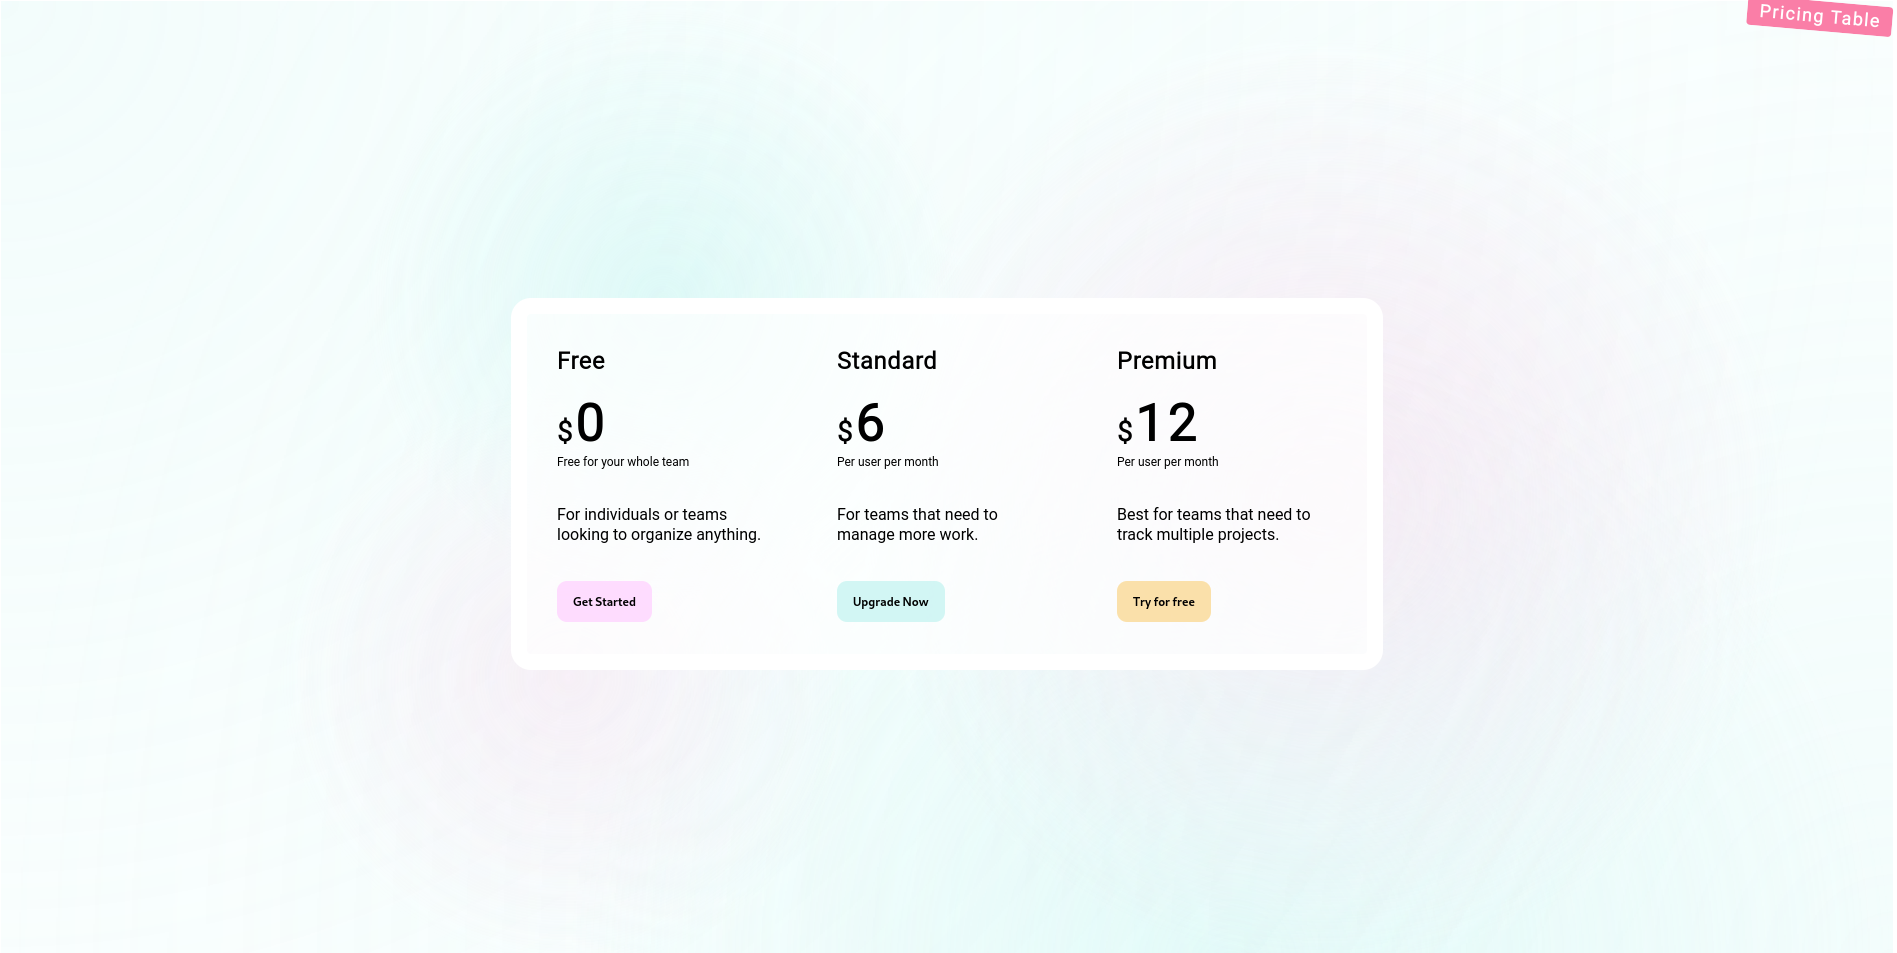 Pricing Table
Free
$0
Free for your whole team
For individuals or teams
looking to organize anything.
Get Started
Standard
$6
Per user per month
For teams that need to
manage more work.
Upgrade Now
Premium
$12
Per user per month
Best for teams that need to
track multiple projects.
Try for free